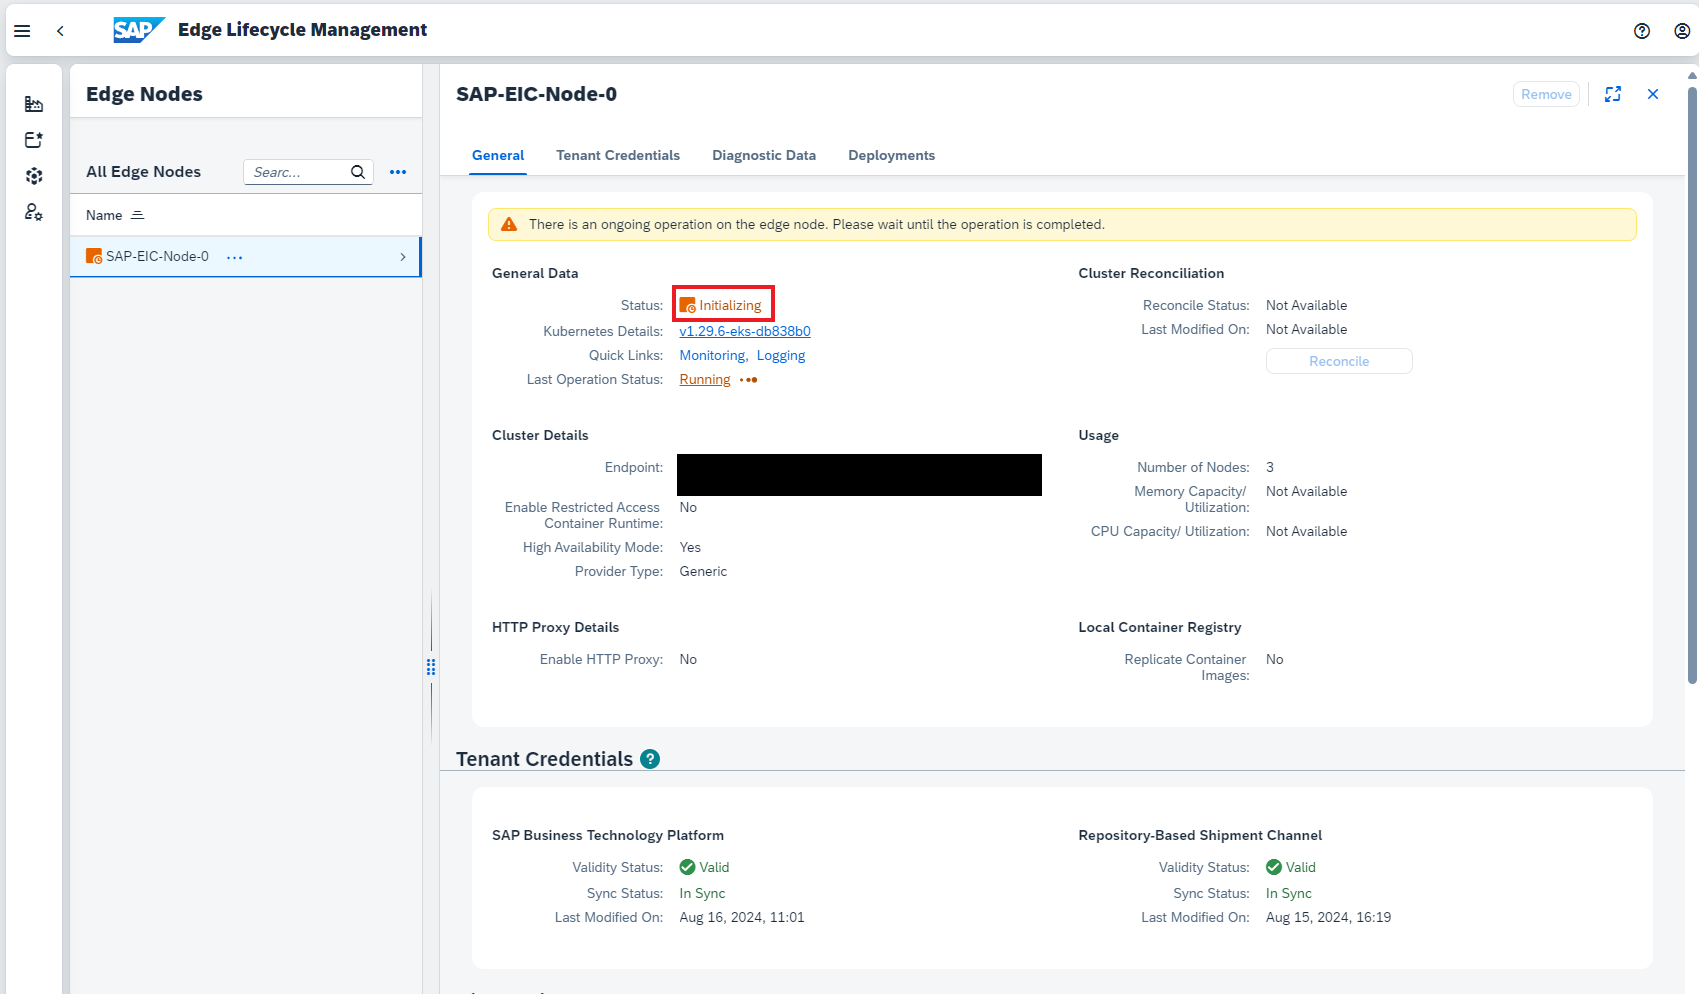 SAP Edge Lifecycle Management
Edge Nodes
All Edge Nodes
Searc...
Name
SAP-EIC-Node-0
SAP-EIC-Node-0
Remove
General Tenant Credentials Diagnostic Data Deployments
There is an ongoing operation on the edge node. Please wait until the operation is completed.
General Data
Status: Initializing
Kubernetes Details: v1.29.6-eks-db838b0
Quick Links: Monitoring, Logging
Last Operation Status: Running
Cluster Reconciliation
Reconcile Status: Not Available
Last Modified On: Not Available
Reconcile
Cluster Details
Endpoint:
Enable Restricted Access
Container Runtime: No
High Availability Mode: Yes
Provider Type: Generic
Usage
Number of Nodes: 3
Memory Capacity/
Utilization: Not Available
CPU Capacity/ Utilization: Not Available
HTTP Proxy Details
Enable HTTP Proxy: No
Local Container Registry
Replicate Container
Images: No
Tenant Credentials ?
SAP Business Technology Platform
Validity Status: Valid
Sync Status: In Sync
Last Modified On: Aug 16, 2024, 11:01
Repository-Based Shipment Channel
Validity Status: Valid
Sync Status: In Sync
Last Modified On: Aug 15, 2024, 16:19